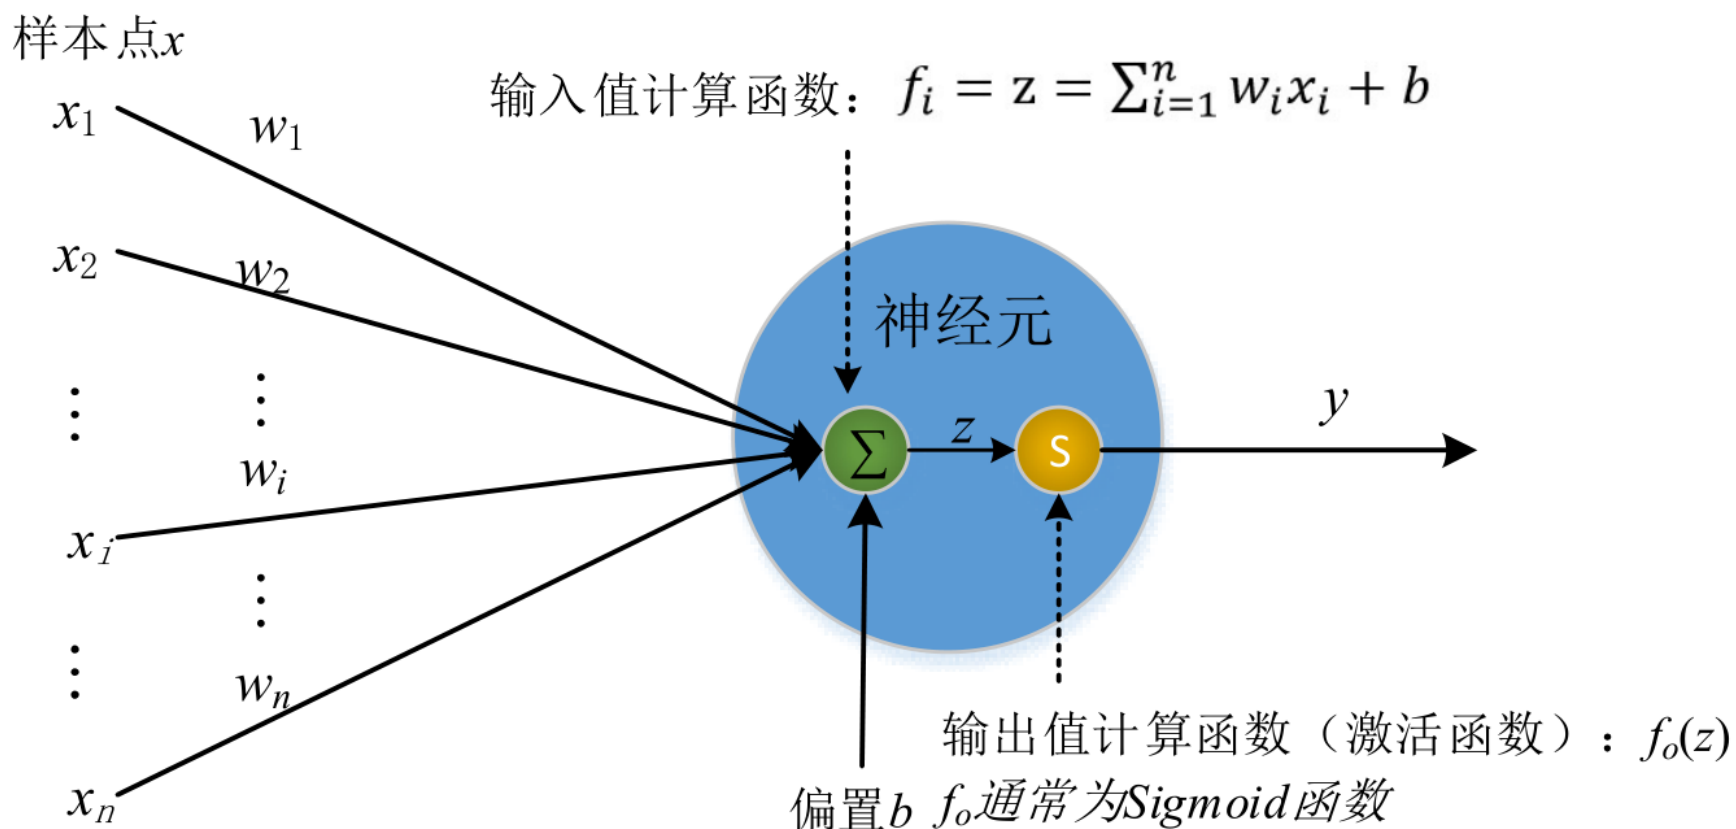 样本点x
输入值计算函数： fᵢ = z = ∑ⁿᵢ₌₁ wᵢxᵢ + b
x₁
w₁
x₂
w₂
神经元
⋮
⋮
y
∑
z
S
wᵢ
xᵢ
⋮
⋮
wₙ
xₙ
输出值计算函数（激活函数）：fₒ(z)
偏置b
fₒ通常为Sigmoid函数